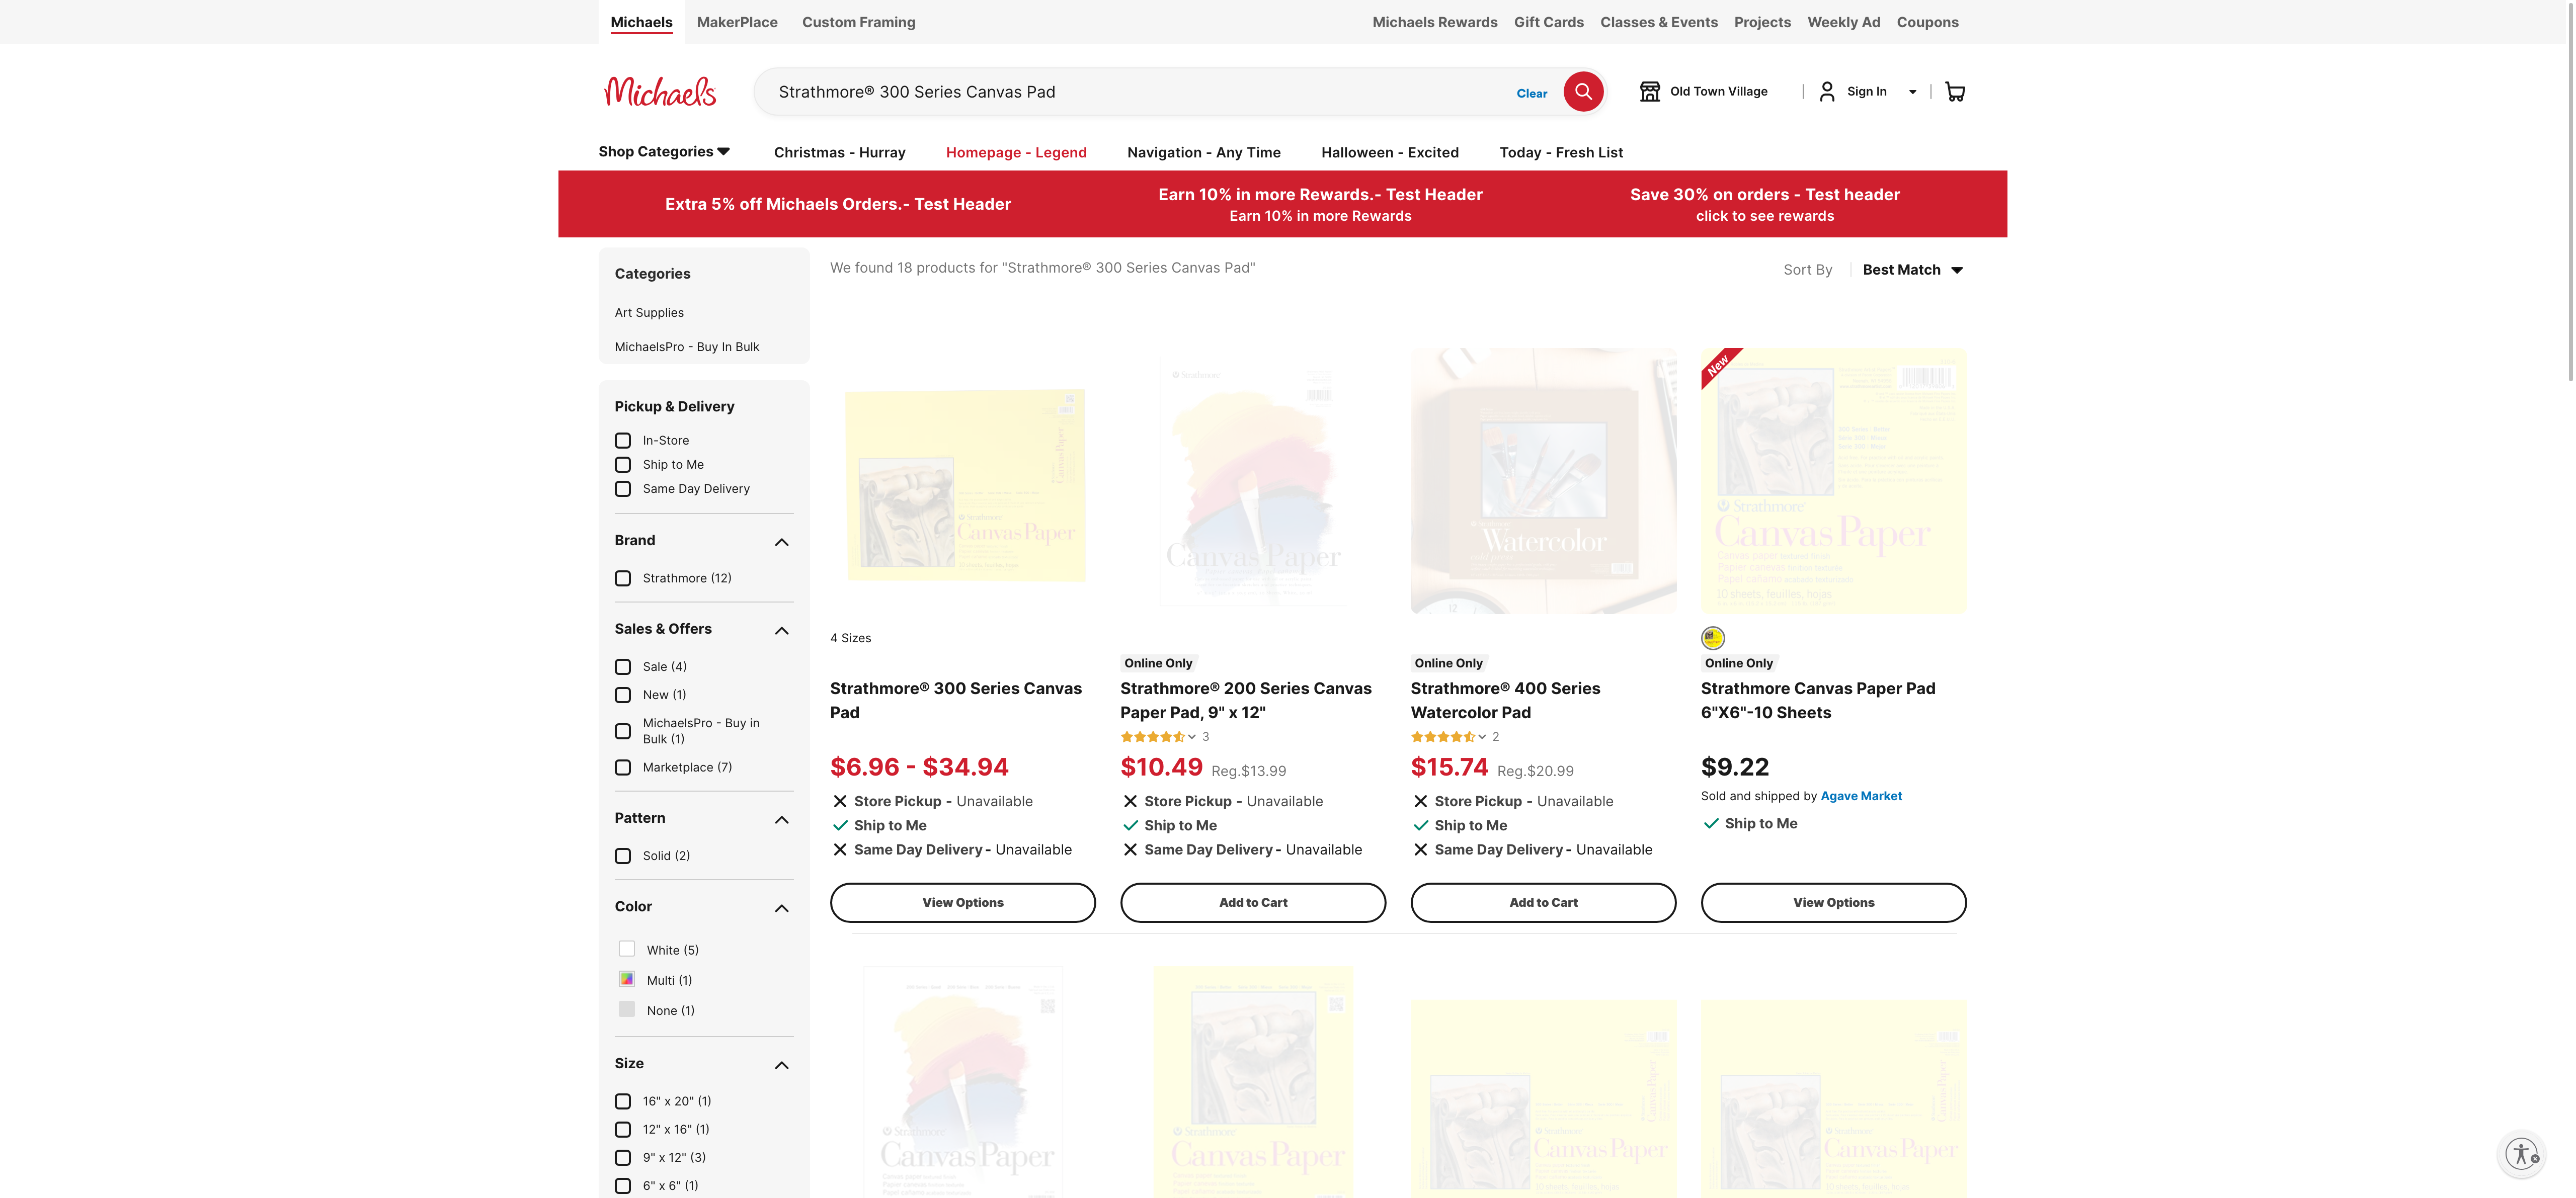 Michaels
MakerPlace
Custom Framing
Michaels Rewards
Gift Cards
Classes & Events
Projects
Weekly Ad
Coupons
Michaels
Strathmore® 300 Series Canvas Pad
Clear
Old Town Village
Sign In
Shop Categories
Christmas - Hurray
Homepage - Legend
Navigation - Any Time
Halloween - Excited
Today - Fresh List
Extra 5% off Michaels Orders.- Test Header
Earn 10% in more Rewards.- Test Header
Earn 10% in more Rewards
Save 30% on orders - Test header
click to see rewards
Categories
Art Supplies
MichaelsPro - Buy In Bulk
Pickup & Delivery
In-Store
Ship to Me
Same Day Delivery
Brand
Strathmore (12)
Sales & Offers
Sale (4)
New (1)
MichaelsPro - Buy in
Bulk (1)
Marketplace (7)
Pattern
Solid (2)
Color
White (5)
Multi (1)
None (1)
Size
16" x 20" (1)
12" x 16" (1)
9" x 12" (3)
6" x 6" (1)
We found 18 products for "Strathmore® 300 Series Canvas Pad"
Sort By
Best Match
Strathmore
Canvas Paper
4 Sizes
Strathmore® 300 Series Canvas
Pad
$6.96 - $34.94
Store Pickup - Unavailable
Ship to Me
Same Day Delivery - Unavailable
View Options
Strathmore
Canvas Paper
Online Only
Strathmore® 200 Series Canvas
Paper Pad, 9" x 12"
3
$10.49 Reg.$13.99
Store Pickup - Unavailable
Ship to Me
Same Day Delivery - Unavailable
Add to Cart
Watercolor
Online Only
Strathmore® 400 Series
Watercolor Pad
2
$15.74 Reg.$20.99
Store Pickup - Unavailable
Ship to Me
Same Day Delivery - Unavailable
Add to Cart
New
Strathmore
Canvas Paper
10 sheets, feuilles, hojas
Online Only
Strathmore Canvas Paper Pad
6"X6"-10 Sheets
$9.22
Sold and shipped by Agave Market
Ship to Me
View Options
Strathmore
Canvas Paper
Strathmore
Canvas Paper
Strathmore
Canvas Paper
Strathmore
Canvas Paper